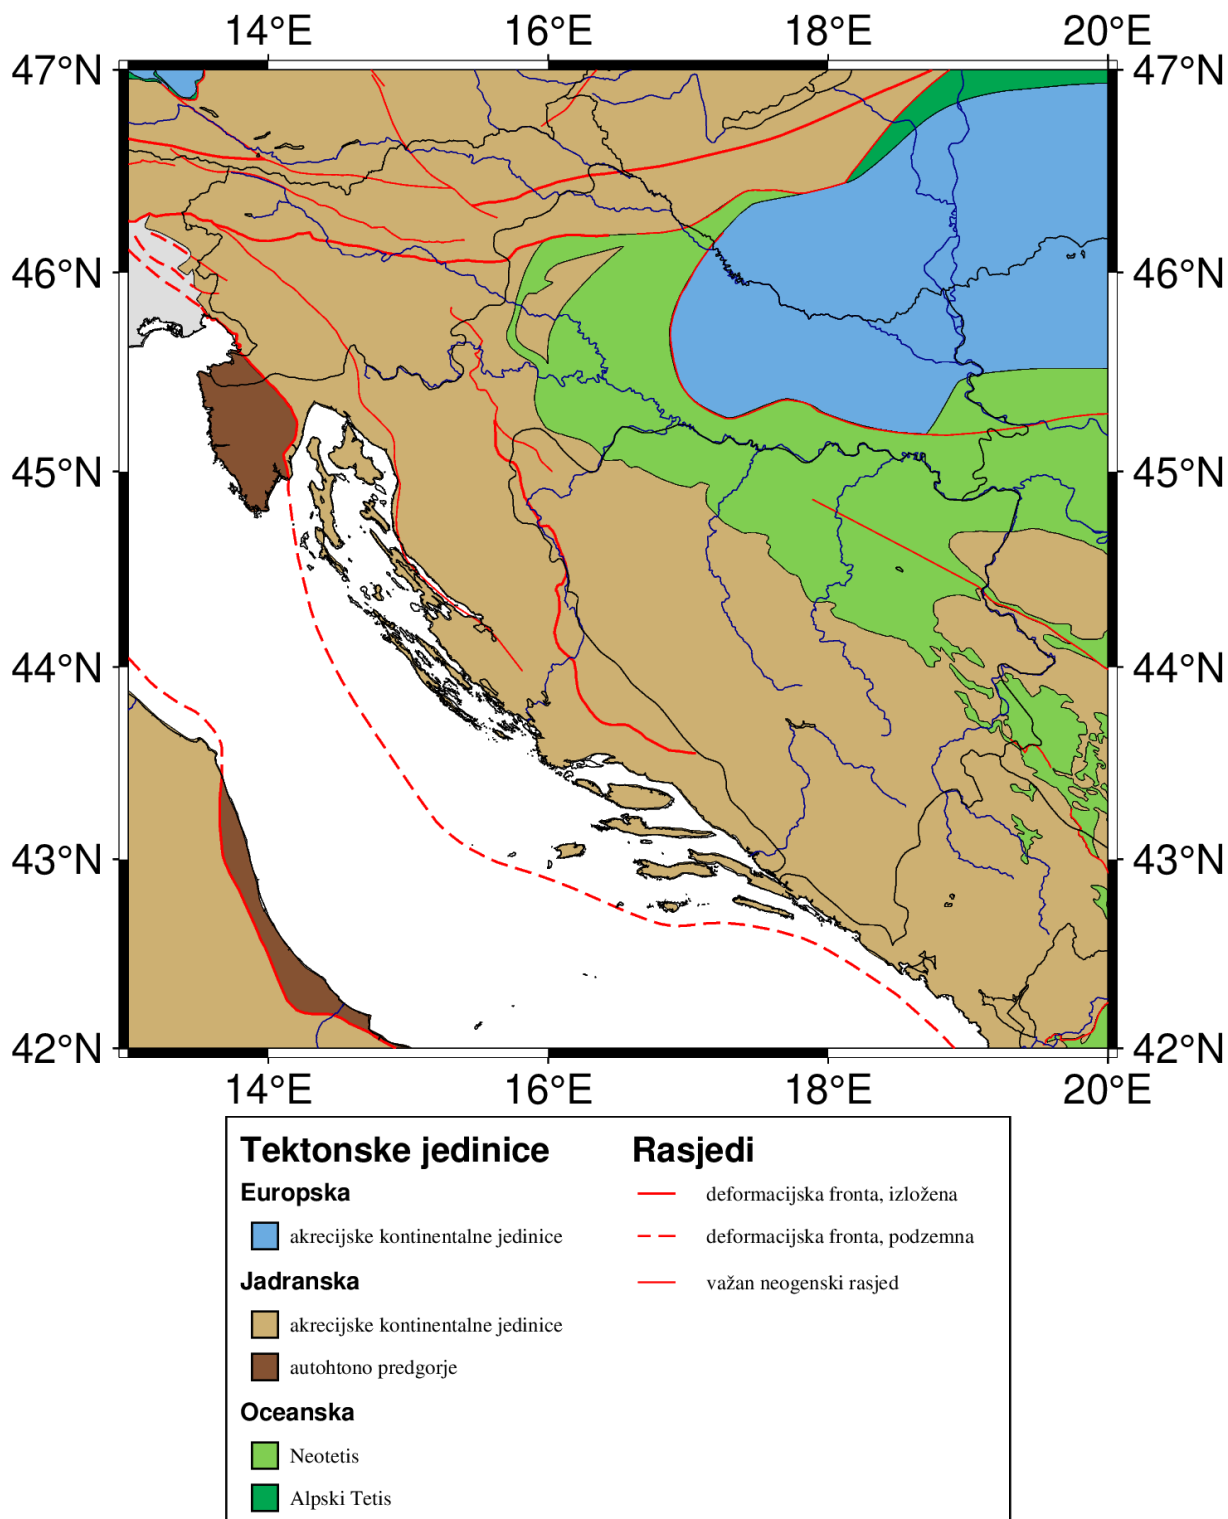 14°E 16°E 18°E 20°E
47°N 47°N
46°N 46°N
45°N 45°N
44°N 44°N
43°N 43°N
42°N 42°N
14°E 16°E 18°E 20°E
Tektonske jedinice
Europska
akrecijske kontinentalne jedinice
Jadranska
akrecijske kontinentalne jedinice
autohtono predgorje
Oceanska
Neotetis
Alpski Tetis
Rasjedi
deformacijska fronta, izložena
deformacijska fronta, podzemna
važan neogenski rasjed